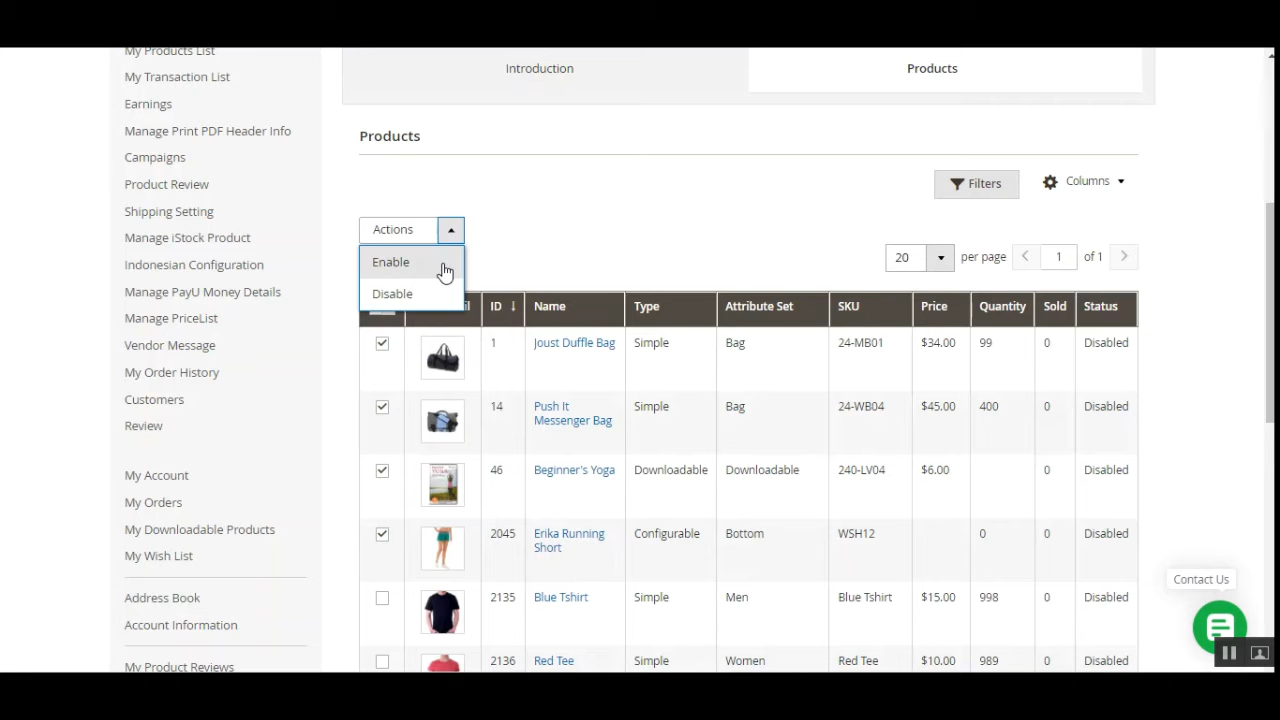 My Products List
My Transaction List
Earnings
Manage Print PDF Header Info
Campaigns
Product Review
Shipping Setting
Manage iStock Product
Indonesian Configuration
Manage PayU Money Details
Manage PriceList
Vendor Message
My Order History
Customers
Review
My Account
My Orders
My Downloadable Products
My Wish List
Address Book
Account Information
My Product Reviews
Introduction
Products
Products
Filters
Columns
Actions
Enable
Disable
20 per page 1 of 1
ID ↓ Name Type Attribute Set SKU Price Quantity Sold Status
1 Joust Duffle Bag Simple Bag 24-MB01 $34.00 99 0 Disabled
14 Push It Simple Bag 24-WB04 $45.00 400 0 Disabled
Messenger Bag
46 Beginner's Yoga Downloadable Downloadable 240-LV04 $6.00 0 Disabled
2045 Erika Running Configurable Bottom WSH12 0 0 Disabled
Short
2135 Blue Tshirt Simple Men Blue Tshirt $15.00 998 0 Disabled
2136 Red Tee Simple Women Red Tee $10.00 989 0 Disabled
Contact Us